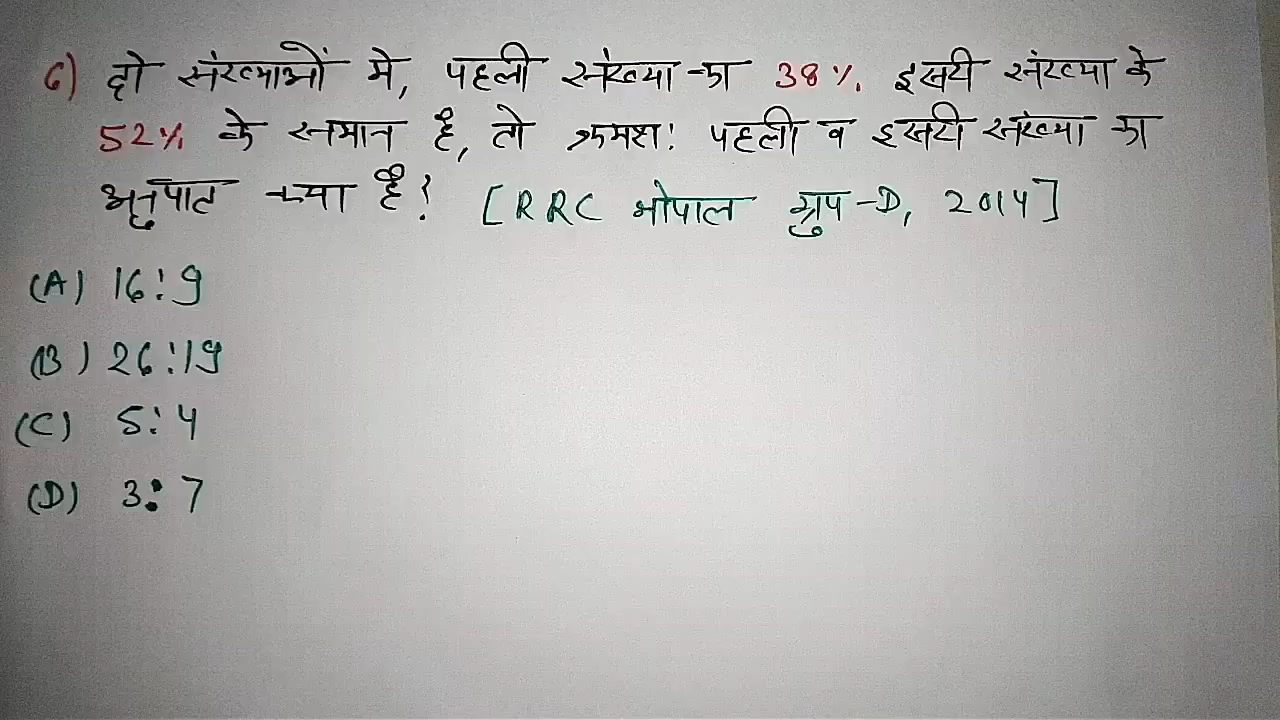 6) दो संख्याओं मे, पहली संख्या का 38% दूसरी संख्या के
52% के समान है, तो क्रमशः पहली व दूसरी संख्या का
अनुपात क्या है? [RRC भोपाल ग्रुप-D, 2014]
(A) 16:9
(B) 26:19
(C) 5:4
(D) 3:7